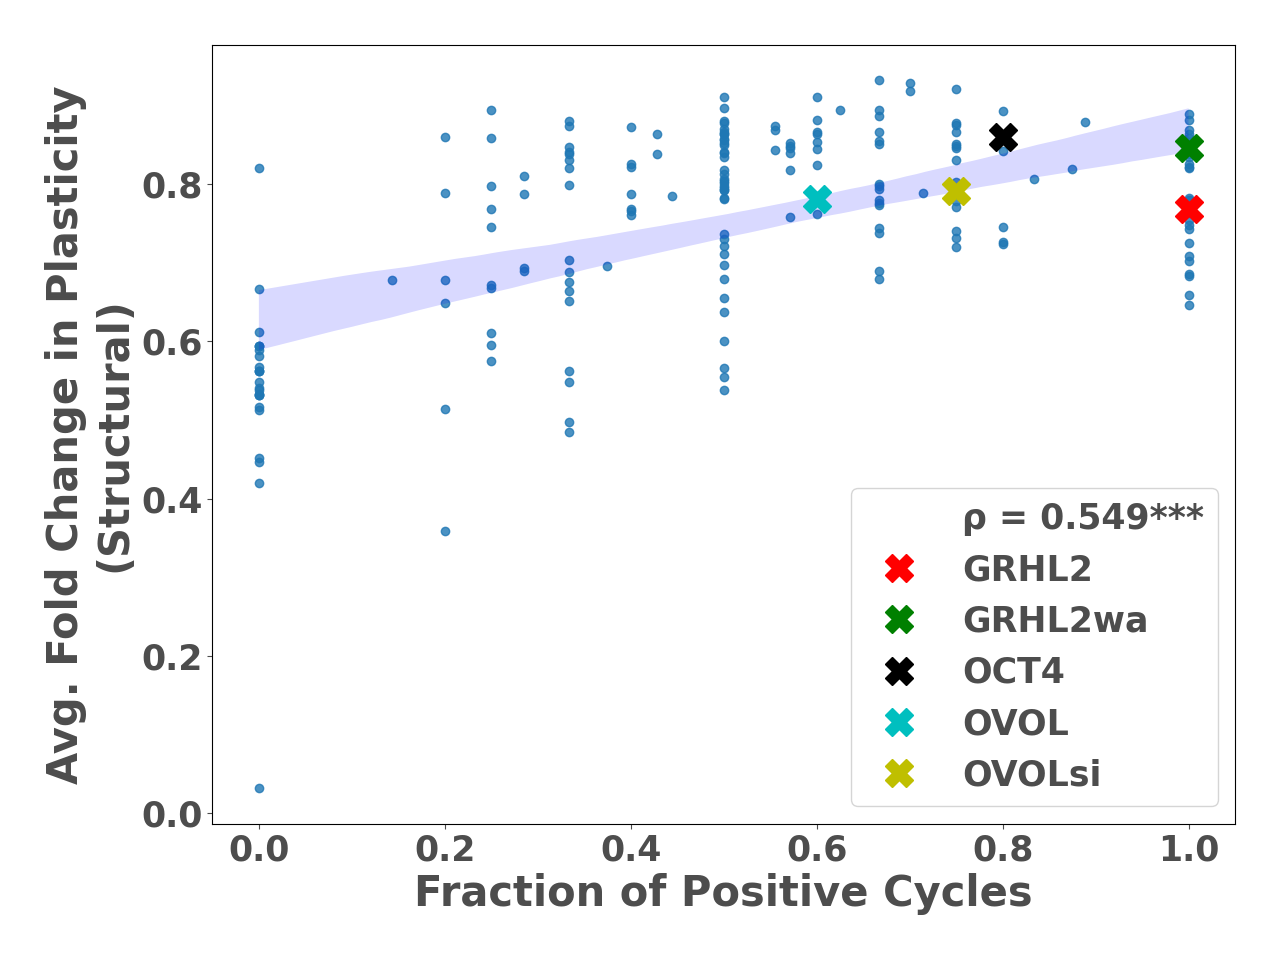 Avg. Fold Change in Plasticity
(Structural)
0.8
0.6
0.4
0.2
0.0
ρ = 0.549***
GRHL2
GRHL2wa
OCT4
OVOL
OVOLsi
0.0 0.2 0.4 0.6 0.8 1.0
Fraction of Positive Cycles